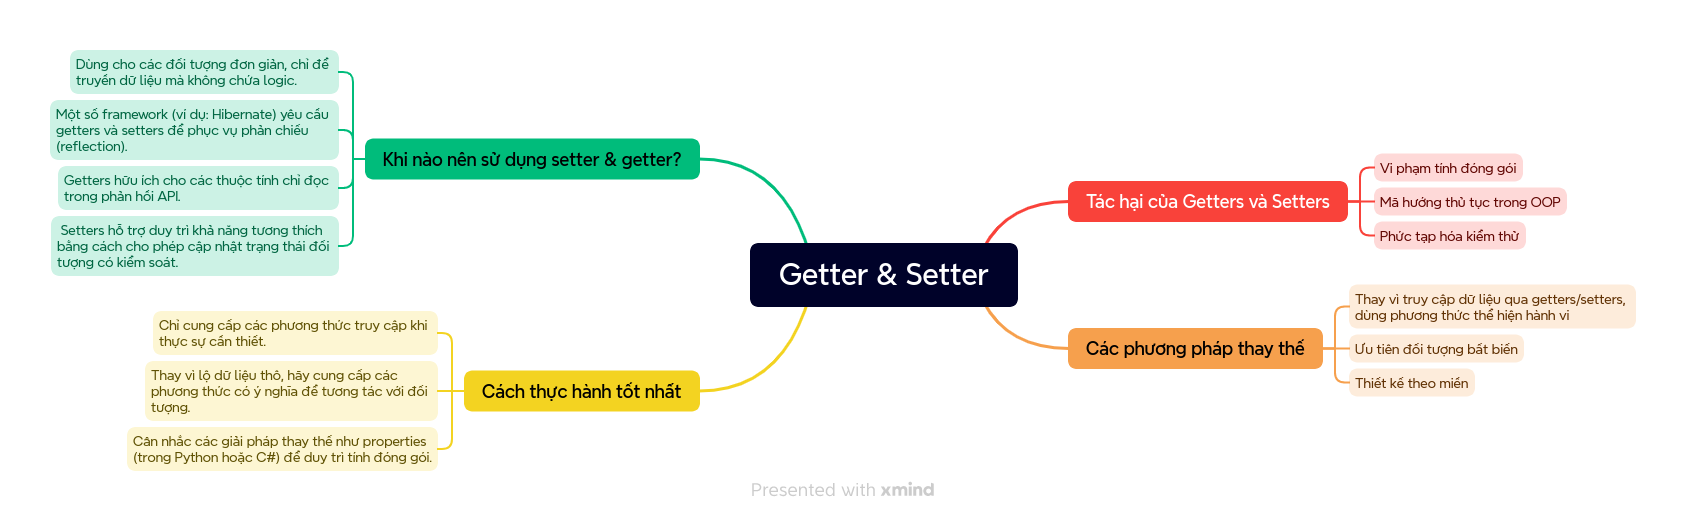 Getter & Setter
Khi nào nên sử dụng setter & getter?
Dùng cho các đối tượng đơn giản, chỉ để
truyền dữ liệu mà không chứa logic.
Một số framework (ví dụ: Hibernate) yêu cầu
getters và setters để phục vụ phản chiếu
(reflection).
Getters hữu ích cho các thuộc tính chỉ đọc
trong phản hồi API.
Setters hỗ trợ duy trì khả năng tương thích
bằng cách cho phép cập nhật trạng thái đối
tượng có kiểm soát.
Cách thực hành tốt nhất
Chỉ cung cấp các phương thức truy cập khi
thực sự cần thiết.
Thay vì lộ dữ liệu thô, hãy cung cấp các
phương thức có ý nghĩa để tương tác với đối
tượng.
Cân nhắc các giải pháp thay thế như properties
(trong Python hoặc C#) để duy trì tính đóng gói.
Tác hại của Getters và Setters
Vi phạm tính đóng gói
Mã hướng thủ tục trong OOP
Phức tạp hóa kiểm thử
Các phương pháp thay thế
Thay vì truy cập dữ liệu qua getters/setters,
dùng phương thức thể hiện hành vi
Ưu tiên đối tượng bất biến
Thiết kế theo miền
Presented with xmind